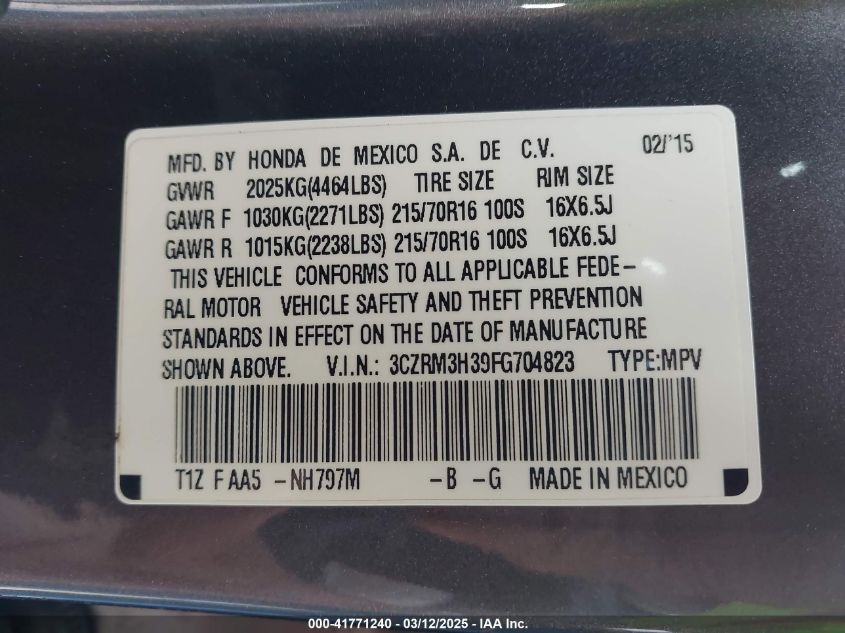 MFD. BY HONDA DE MEXICO S.A. DE C.V. 02/'15
GVWR 2025KG(4464LBS) TIRE SIZE RIM SIZE
GAWR F 1030KG(2271LBS) 215/70R16 100S 16X6.5J
GAWR R 1015KG(2238LBS) 215/70R16 100S 16X6.5J
THIS VEHICLE CONFORMS TO ALL APPLICABLE FEDE-
RAL MOTOR VEHICLE SAFETY AND THEFT PREVENTION
STANDARDS IN EFFECT ON THE DATE OF MANUFACTURE
SHOWN ABOVE. V.I.N.: 3CZRM3H39FG704823 TYPE:MPV
T1Z F AA5 -NH797M -B -G MADE IN MEXICO
000-41771240 - 03/12/2025 - IAA Inc.